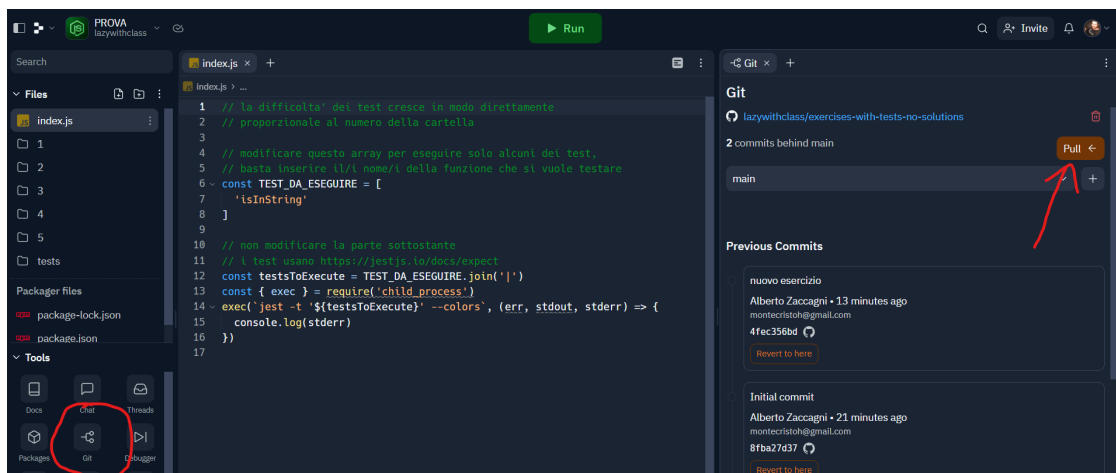 PROVA
lazywithclass
Run
Invite
Search
Files
index.js
1
2
3
4
5
tests
Packager files
package-lock.json
package.json
Tools
Docs
Chat
Threads
Packages
Git
Debugger
index.js
index.js > ...
1 // la difficolta' dei test cresce in modo direttamente
2 // proporzionale al numero della cartella
3
4 // modificare questo array per eseguire solo alcuni dei test,
5 // basta inserire il/i nome/i della funzione che si vuole testare
6 const TEST_DA_ESEGUIRE = [
7 'isInString'
8 ]
9
10 // non modificare la parte sottostante
11 // i test usano https://jestjs.io/docs/expect
12 const testsToExecute = TEST_DA_ESEGUIRE.join('|')
13 const { exec } = require('child_process')
14 exec(`jest -t '${testsToExecute}' --colors`, (err, stdout, stderr) => {
15 console.log(stderr)
16 })
17
Git
Git
lazywithclass/exercises-with-tests-no-solutions
2 commits behind main
Pull
main
Previous Commits
nuovo esercizio
Alberto Zaccagni • 13 minutes ago
montecristoh@gmail.com
4fec356bd
Revert to here
Initial commit
Alberto Zaccagni • 21 minutes ago
montecristoh@gmail.com
8fba27d37
Revert to here